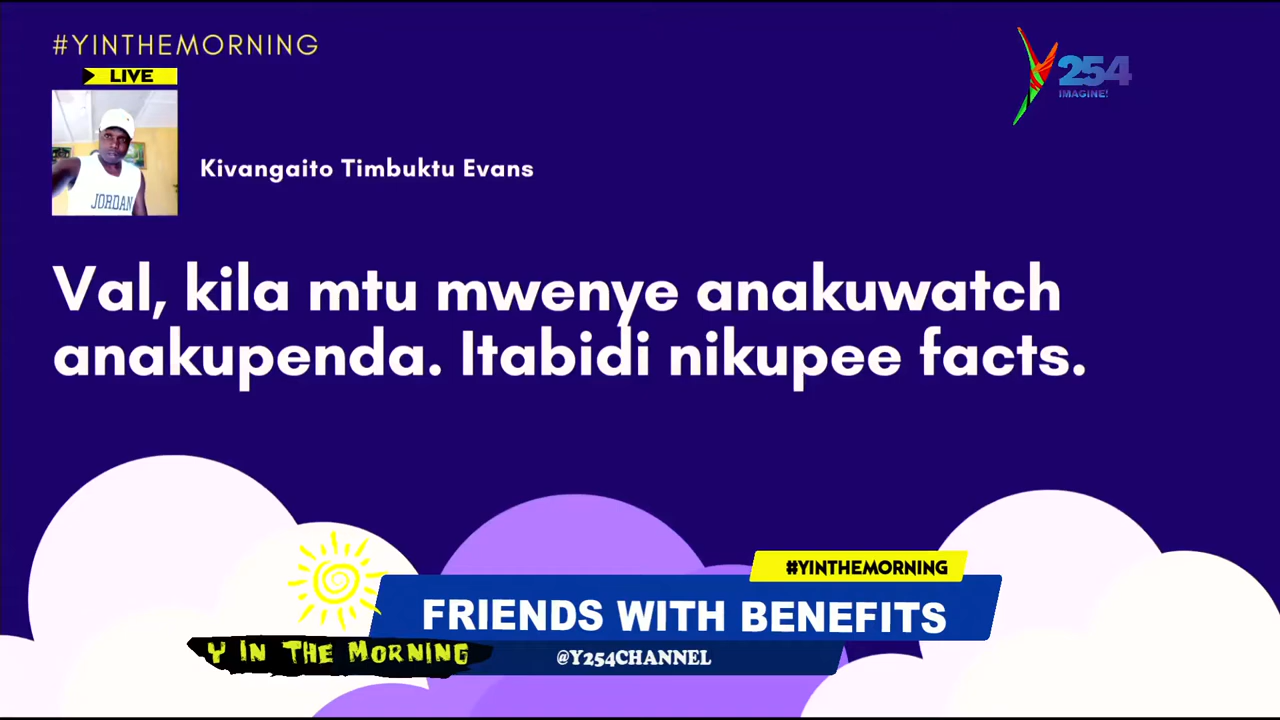 #YINTHEMORNING
LIVE
254
IMAGINE!
JORDAN
Kivangaito Timbuktu Evans
Val, kila mtu mwenye anakuwatch
anakupenda. Itabidi nikupee facts.
#YINTHEMORNING
FRIENDS WITH BENEFITS
Y IN THE MORNING
@Y254CHANNEL